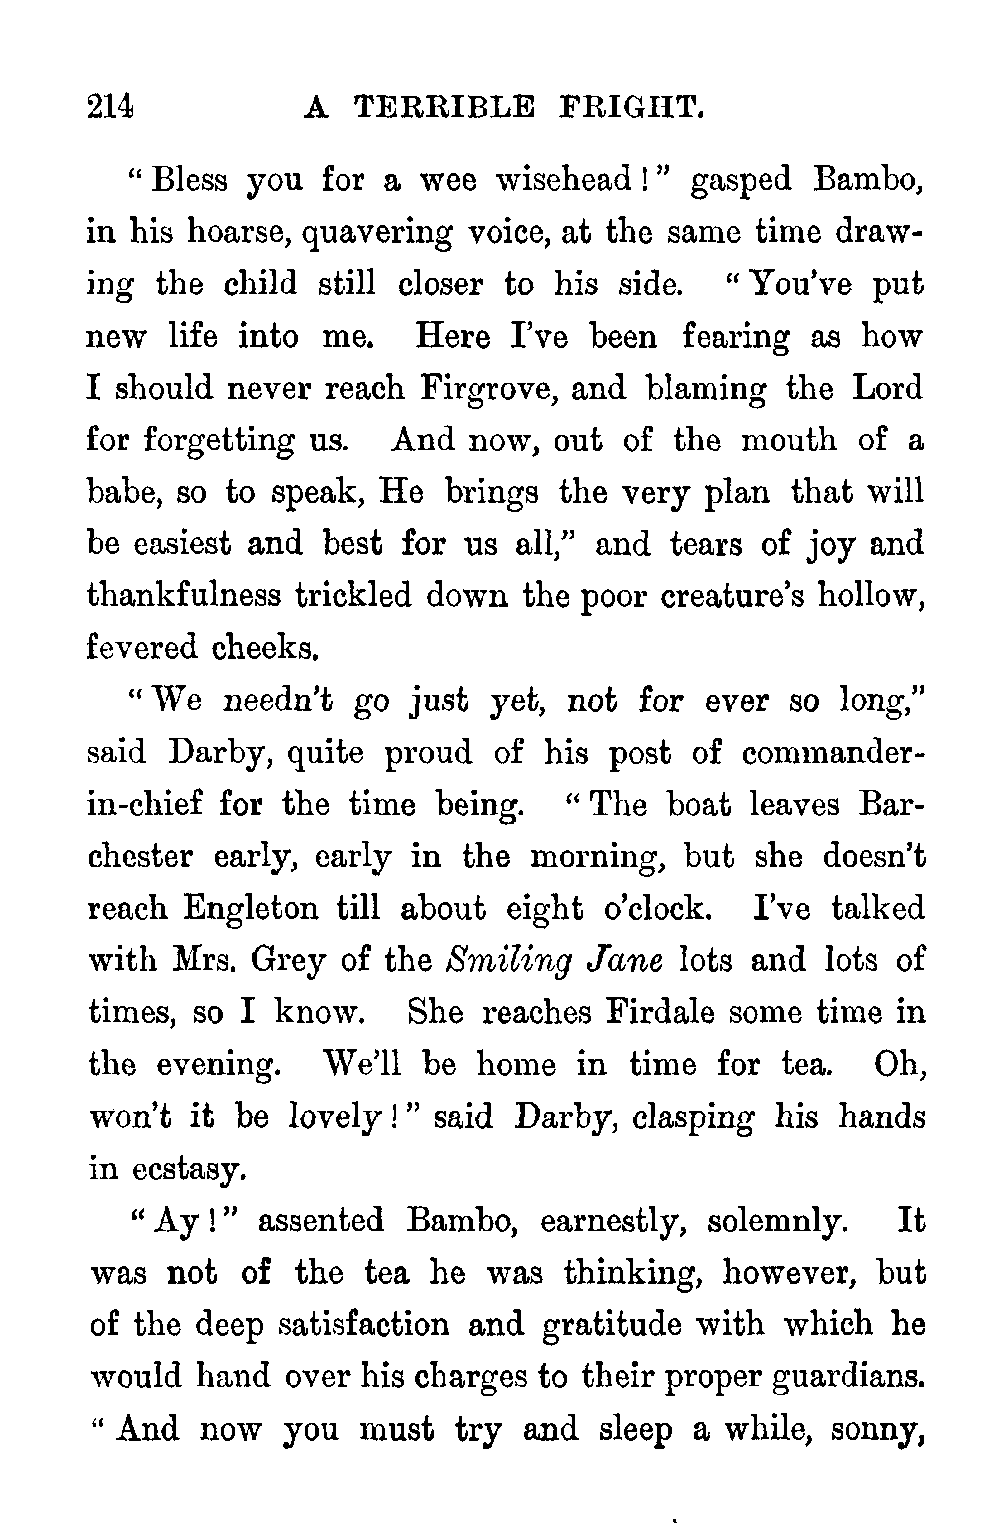 214 A TERRIBLE FRIGHT.
“ Bless you for a wee wisehead ! ” gasped Bambo,
in his hoarse, quavering voice, at the same time draw-
ing the child still closer to his side. “ You’ve put
new life into me. Here I’ve been fearing as how
I should never reach Firgrove, and blaming the Lord
for forgetting us. And now, out of the mouth of a
babe, so to speak, He brings the very plan that will
be easiest and best for us all,” and tears of joy and
thankfulness trickled down the poor creature’s hollow,
fevered cheeks.
“ We needn’t go just yet, not for ever so long,”
said Darby, quite proud of his post of commander-
in-chief for the time being. “ The boat leaves Bar-
chester early, early in the morning, but she doesn’t
reach Engleton till about eight o’clock. I’ve talked
with Mrs. Grey of the Smiling Jane lots and lots of
times, so I know. She reaches Firdale some time in
the evening. We’ll be home in time for tea. Oh,
won’t it be lovely ! ” said Darby, clasping his hands
in ecstasy.
“ Ay ! ” assented Bambo, earnestly, solemnly. It
was not of the tea he was thinking, however, but
of the deep satisfaction and gratitude with which he
would hand over his charges to their proper guardians.
“ And now you must try and sleep a while, sonny,